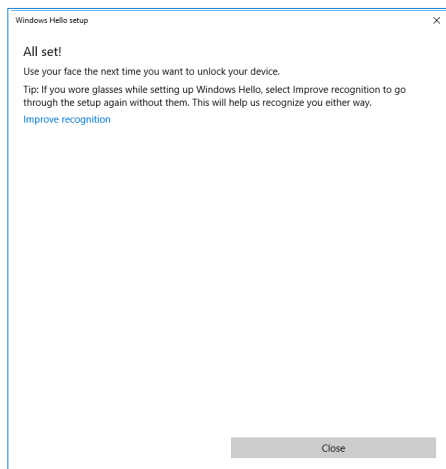 Windows Hello setup
All set!
Use your face the next time you want to unlock your device.
Tip: If you wore glasses while setting up Windows Hello, select Improve recognition to go
through the setup again without them. This will help us recognize you either way.
Improve recognition
Close